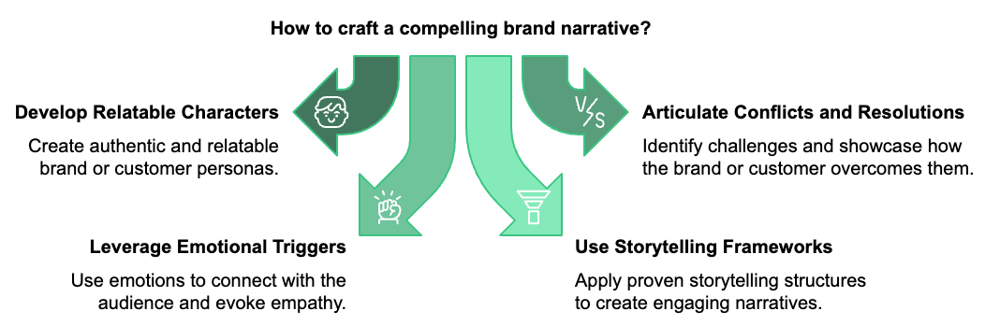 How to craft a compelling brand narrative?
Develop Relatable Characters
Create authentic and relatable
brand or customer personas.
V/S
Articulate Conflicts and Resolutions
Identify challenges and showcase how
the brand or customer overcomes them.
Leverage Emotional Triggers
Use emotions to connect with the
audience and evoke empathy.
Use Storytelling Frameworks
Apply proven storytelling structures
to create engaging narratives.